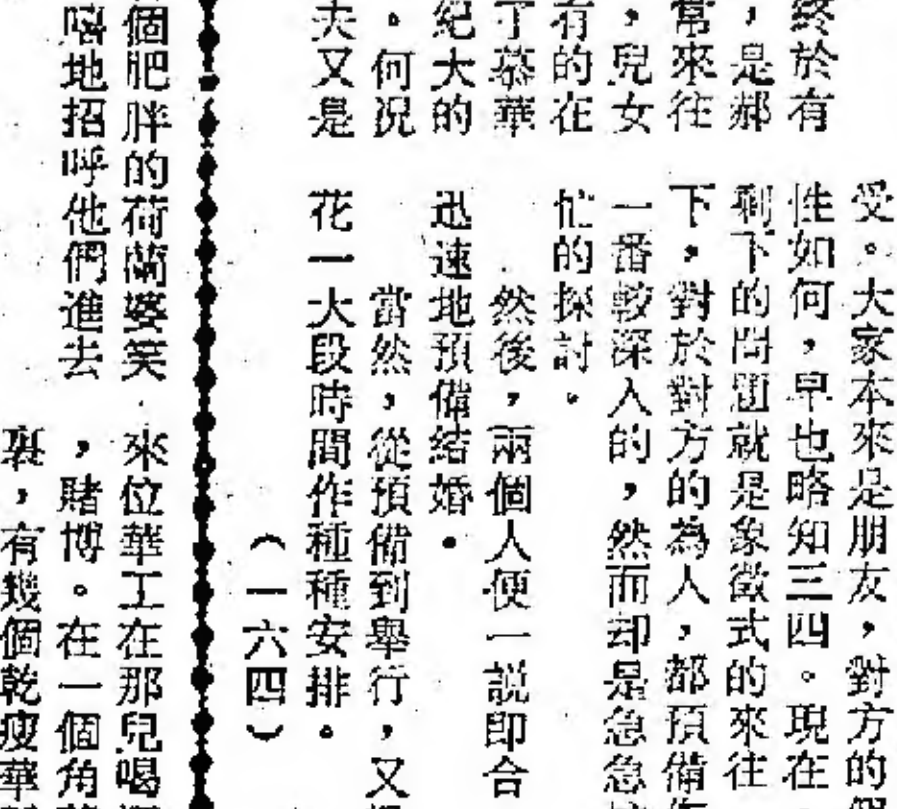 終於有
，是郝
常來往
，兒女
有的在
了慕華
紀大的
。何況
夫又是
受。大家本來是朋友，對方的
性如何，早也略知三四。現在
剩下的問題就是象徵式的來往
下，對於對方的為人，都預備
一番較深入的，然而却是急急
忙的探討。
然後，兩個人便一説即合
迅速地預備結婚。
當然，從預備到舉行，又
花一大段時間作種種安排。
（一六四）
個肥胖的荷蘭婆笑
嘻地招呼他們進去
來位華工在那兒喝
，賭博。在一個角
裏，有幾個乾瘦華